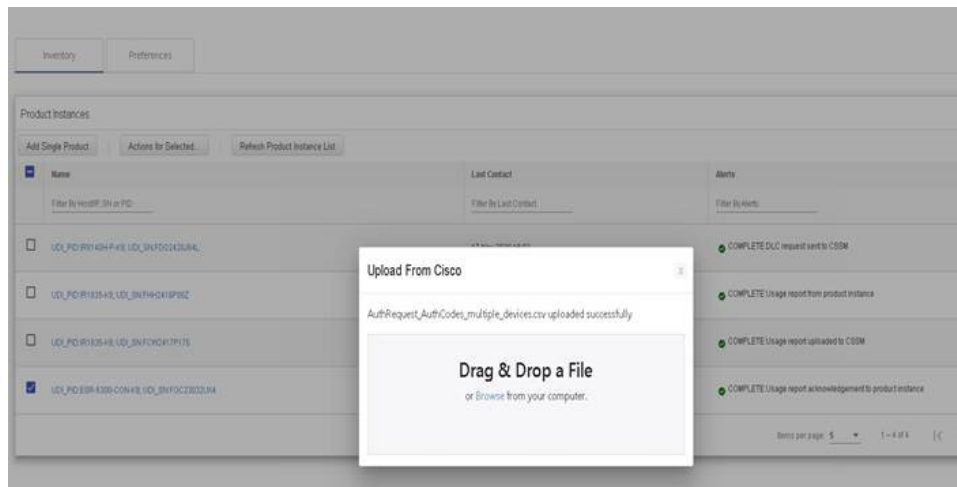 Inventory
Preferences
Product Instances
Add Single Product
Actions for Selected...
Refresh Product Instance List
Name
Last Contact
Alerts
Filter By HostIP, SN or PID
Filter By Last Contact
Filter By Alerts
COMPLETE:DLC request sent to CSSM
Upload From Cisco
x
COMPLETE:Usage report from product instance
AuthRequest_AuthCodes_multiple_devices.csv uploaded successfully
COMPLETE:Usage report uploaded to CSSM
Drag & Drop a File
or Browse from your computer.
COMPLETE:Usage report acknowledgement to product instance
Items per page: 5
1 – 4 of 4